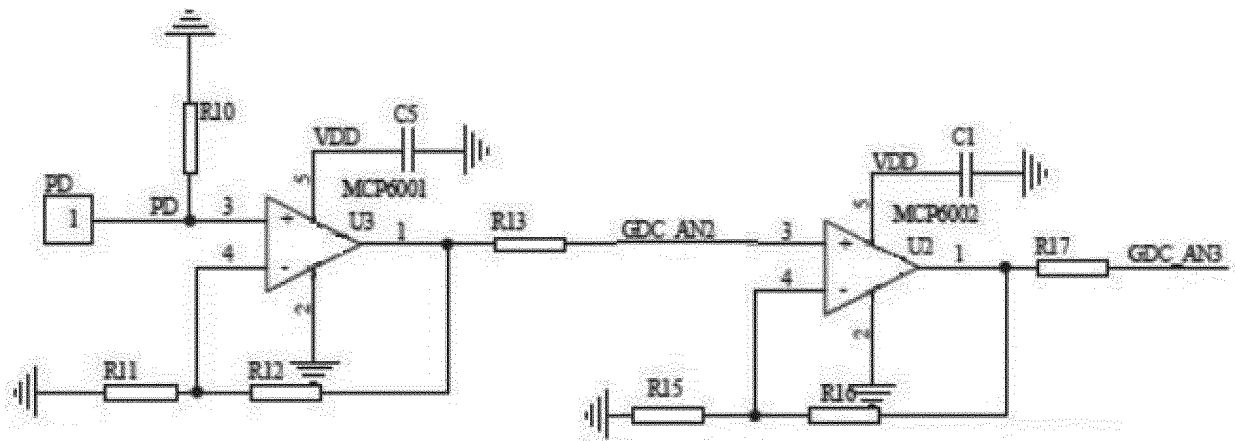 R10
C5
VDD
C1
VDD
PD
1
PD
3
5
MCP6001
U3
1
R13
GDC_AN2
3
5
MCP6002
U2
1
R17
GDC_AN3
4
2
4
2
R11
R12
R15
R16
+
-
+
-